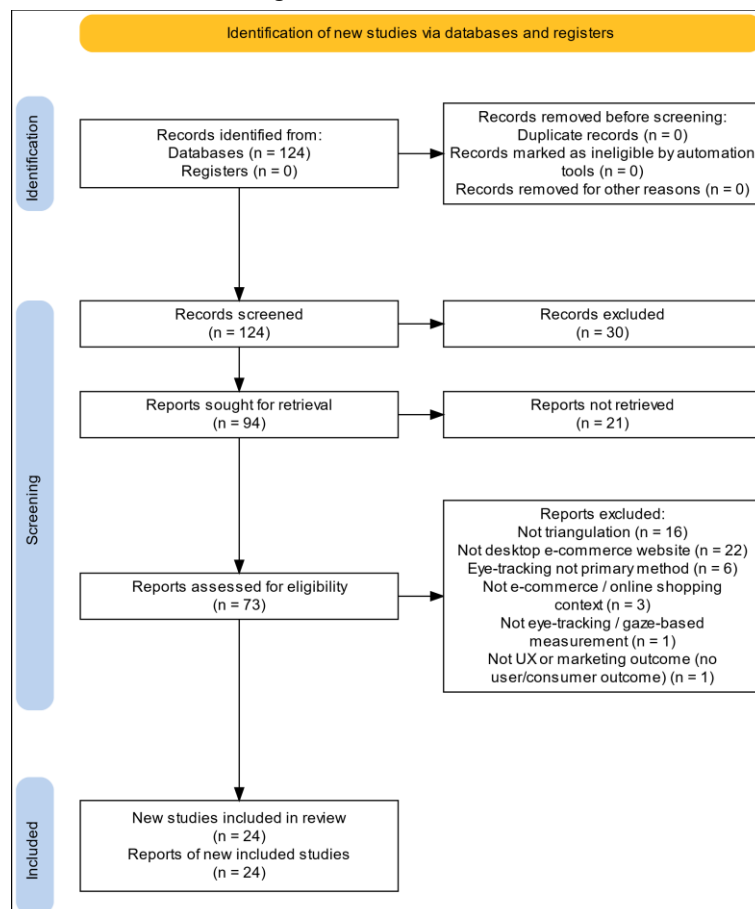 Identification of new studies via databases and registers
Identification
Records identified from:
Databases (n = 124)
Registers (n = 0)
Records removed before screening:
Duplicate records (n = 0)
Records marked as ineligible by automation
tools (n = 0)
Records removed for other reasons (n = 0)
Screening
Records screened
(n = 124)
Records excluded
(n = 30)
Reports sought for retrieval
(n = 94)
Reports not retrieved
(n = 21)
Reports assessed for eligibility
(n = 73)
Reports excluded:
Not triangulation (n = 16)
Not desktop e-commerce website (n = 22)
Eye-tracking not primary method (n = 6)
Not e-commerce / online shopping
context (n = 3)
Not eye-tracking / gaze-based
measurement (n = 1)
Not UX or marketing outcome (no
user/consumer outcome) (n = 1)
Included
New studies included in review
(n = 24)
Reports of new included studies
(n = 24)